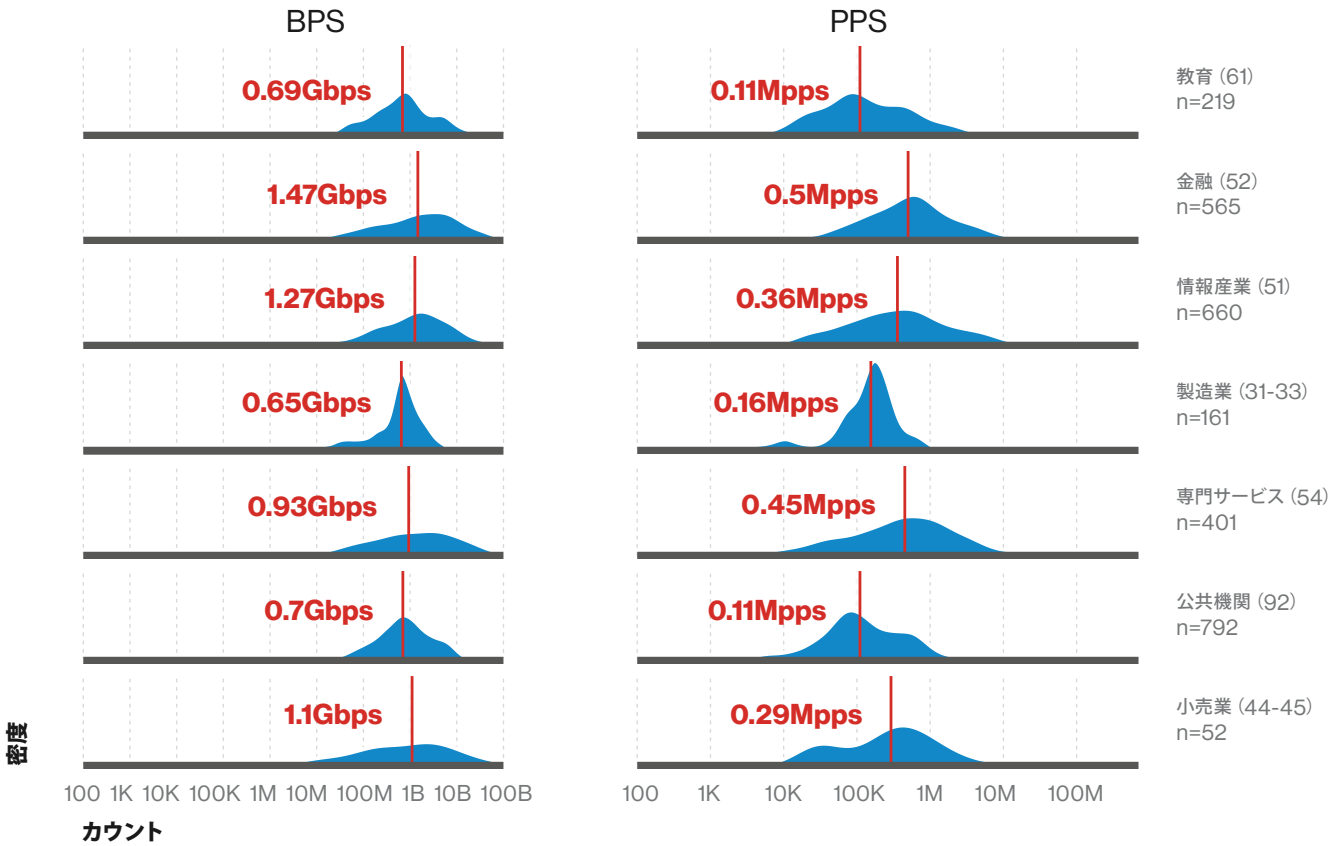 BPS
PPS
0.69Gbps
0.11Mpps
教育 (61)
n=219
1.47Gbps
0.5Mpps
金融 (52)
n=565
1.27Gbps
0.36Mpps
情報産業 (51)
n=660
0.65Gbps
0.16Mpps
製造業 (31-33)
n=161
0.93Gbps
0.45Mpps
専門サービス (54)
n=401
0.7Gbps
0.11Mpps
公共機関 (92)
n=792
1.1Gbps
0.29Mpps
小売業 (44-45)
n=52
密度
100 1K 10K 100K 1M 10M 100M 1B 10B 100B
100 1K 10K 100K 1M 10M 100M
カウント